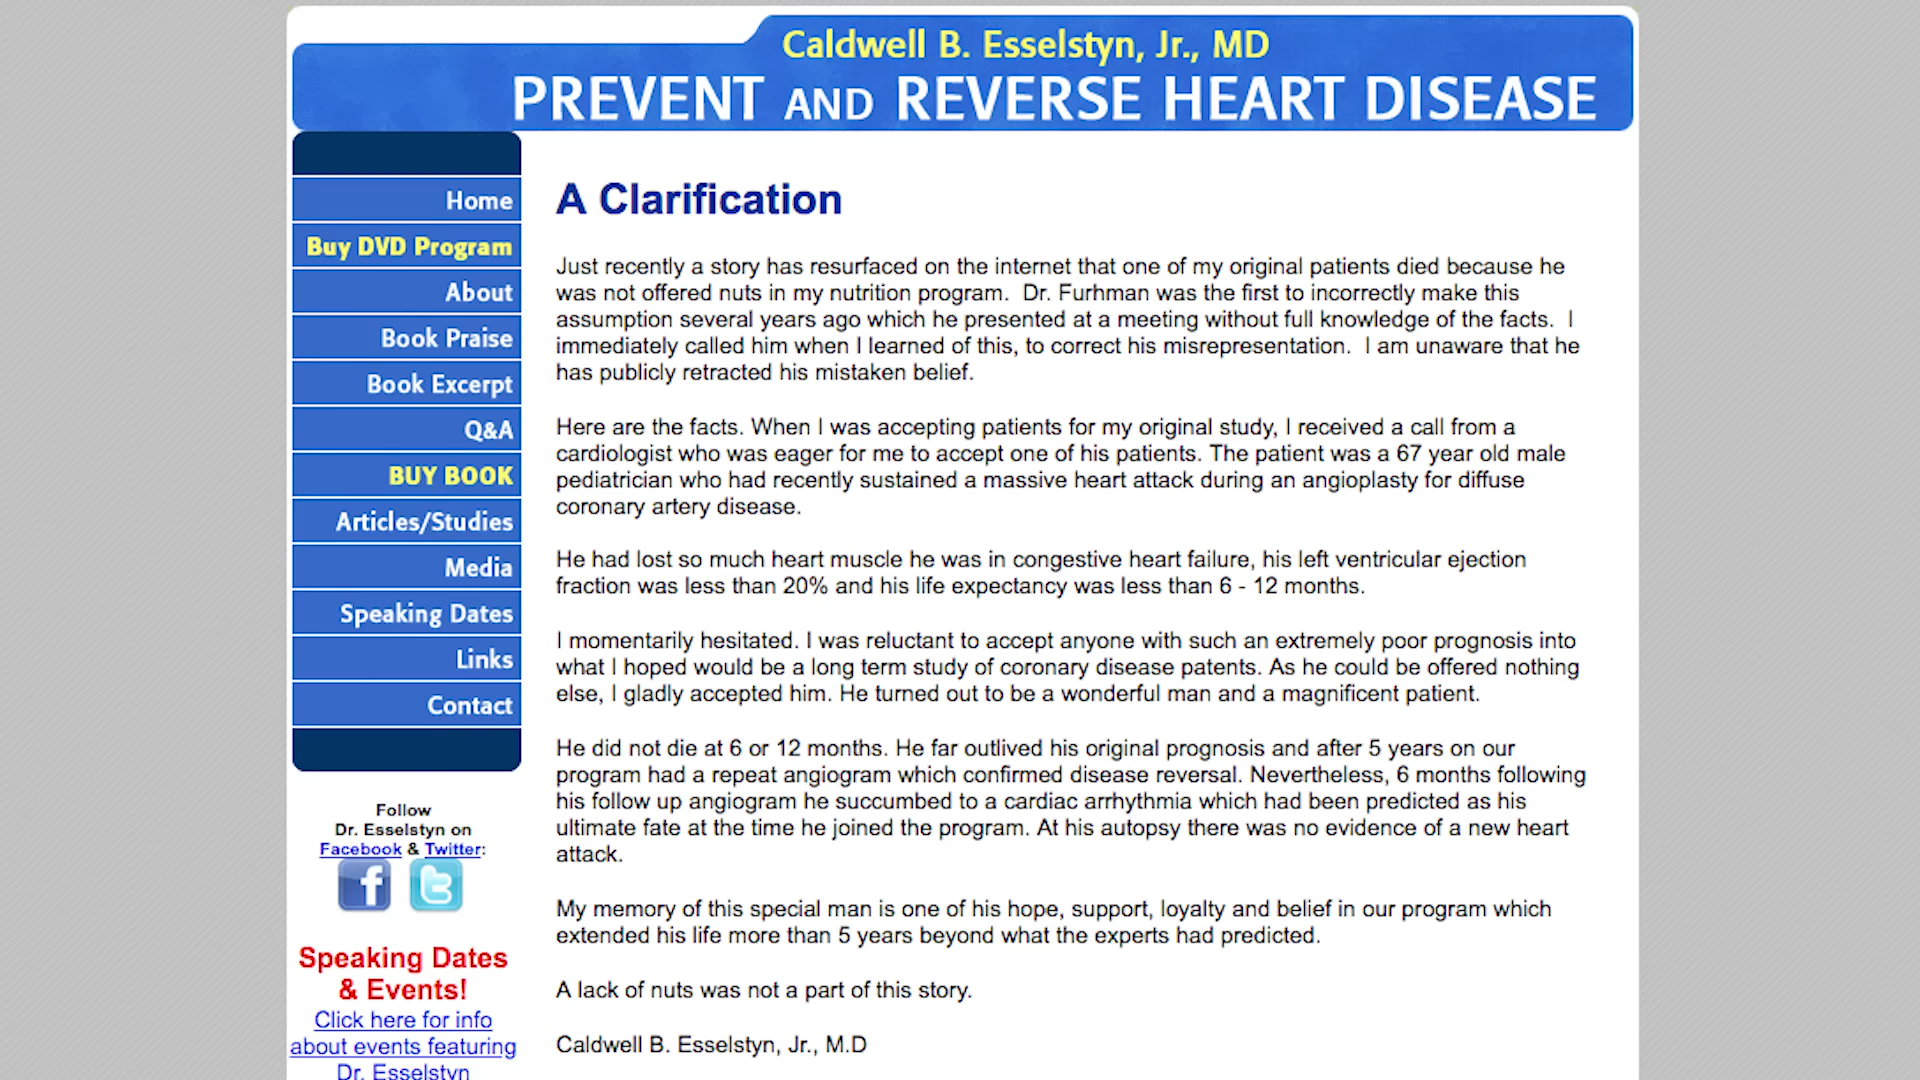 Caldwell B. Esselstyn, Jr., MD
PREVENT AND REVERSE HEART DISEASE
Home
Buy DVD Program
About
Book Praise
Book Excerpt
Q&A
BUY BOOK
Articles/Studies
Media
Speaking Dates
Links
Contact
Follow
Dr. Esselstyn on
Facebook & Twitter:
Speaking Dates
& Events!
Click here for info
about events featuring
Dr. Esselstyn
A Clarification
Just recently a story has resurfaced on the internet that one of my original patients died because he
was not offered nuts in my nutrition program.  Dr. Furhman was the first to incorrectly make this
assumption several years ago which he presented at a meeting without full knowledge of the facts.  I
immediately called him when I learned of this, to correct his misrepresentation.  I am unaware that he
has publicly retracted his mistaken belief.
Here are the facts. When I was accepting patients for my original study, I received a call from a
cardiologist who was eager for me to accept one of his patients. The patient was a 67 year old male
pediatrician who had recently sustained a massive heart attack during an angioplasty for diffuse
coronary artery disease.
He had lost so much heart muscle he was in congestive heart failure, his left ventricular ejection
fraction was less than 20% and his life expectancy was less than 6 - 12 months.
I momentarily hesitated. I was reluctant to accept anyone with such an extremely poor prognosis into
what I hoped would be a long term study of coronary disease patents. As he could be offered nothing
else, I gladly accepted him. He turned out to be a wonderful man and a magnificent patient.
He did not die at 6 or 12 months. He far outlived his original prognosis and after 5 years on our
program had a repeat angiogram which confirmed disease reversal. Nevertheless, 6 months following
his follow up angiogram he succumbed to a cardiac arrhythmia which had been predicted as his
ultimate fate at the time he joined the program. At his autopsy there was no evidence of a new heart
attack.
My memory of this special man is one of his hope, support, loyalty and belief in our program which
extended his life more than 5 years beyond what the experts had predicted.
A lack of nuts was not a part of this story.
Caldwell B. Esselstyn, Jr., M.D